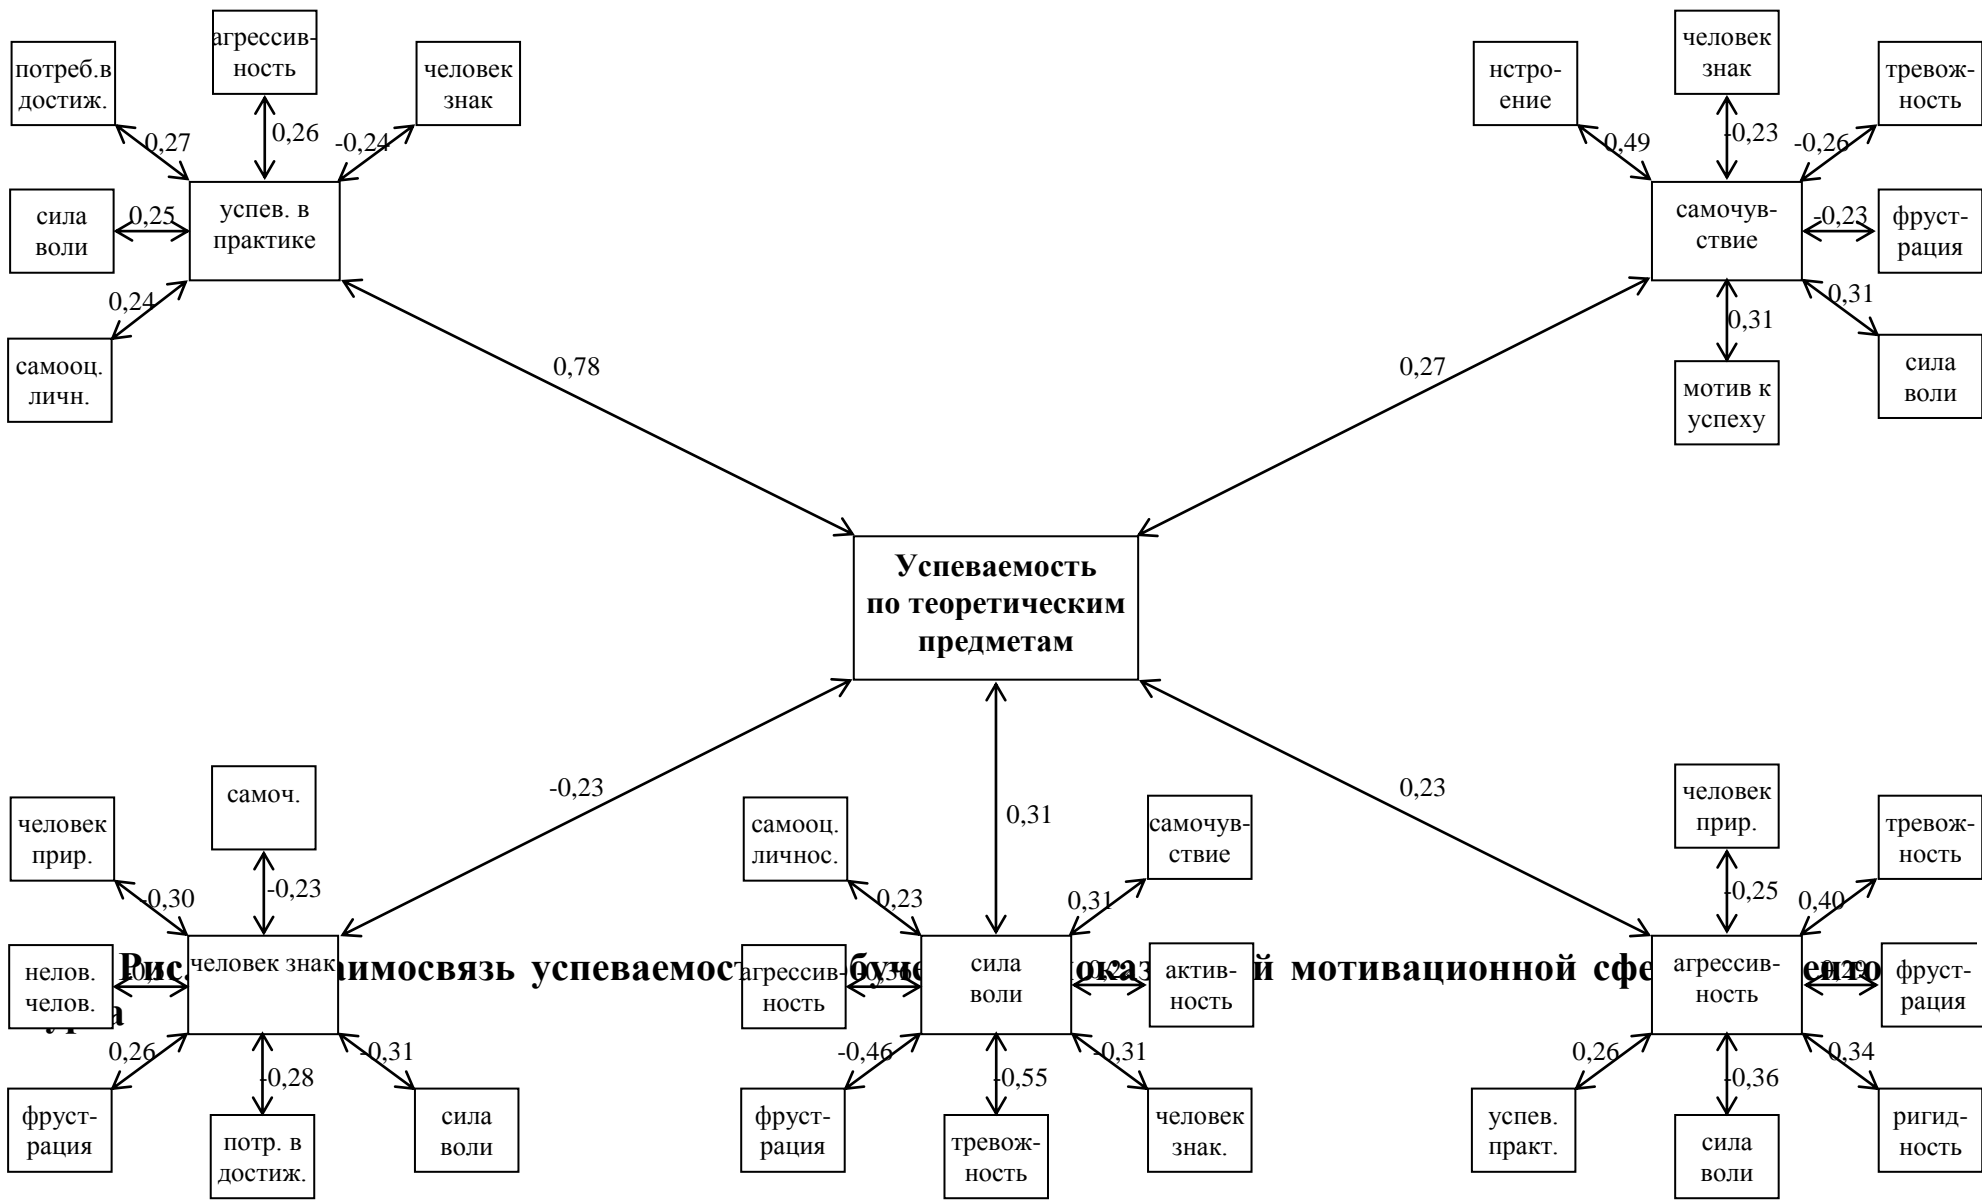 потреб.в
достиж.
агрессив-
ность
человек
знак
0,27
0,26
-0,24
сила
воли
0,25
успев. в
практике
0,24
самооц.
личн.
нстро-
ение
человек
знак
тревож-
ность
0,49
-0,23
-0,26
самочув-
ствие
-0,23
фруст-
рация
0,31
0,31
мотив к
успеху
сила
воли
0,78
0,27
Успеваемость
по теоретическим
предметам
-0,23
0,31
0,23
человек
прир.
самоч.
-0,30
-0,23
нелов.
челов.
человек знак
0,26
-0,28
-0,31
фруст-
рация
потр. в
достиж.
сила
воли
самооц.
личнос.
самочув-
ствие
0,23
0,31
агрессив-
ность
-0,36
сила
воли
актив-
ность
-0,46
-0,55
-0,31
фруст-
рация
тревож-
ность
человек
знак.
человек
прир.
тревож-
ность
-0,25
0,40
агрессив-
ность
0,29
фруст-
рация
0,26
-0,36
0,34
успев.
практ.
сила
воли
ригид-
ность
Рис. успеваемост мотивационной